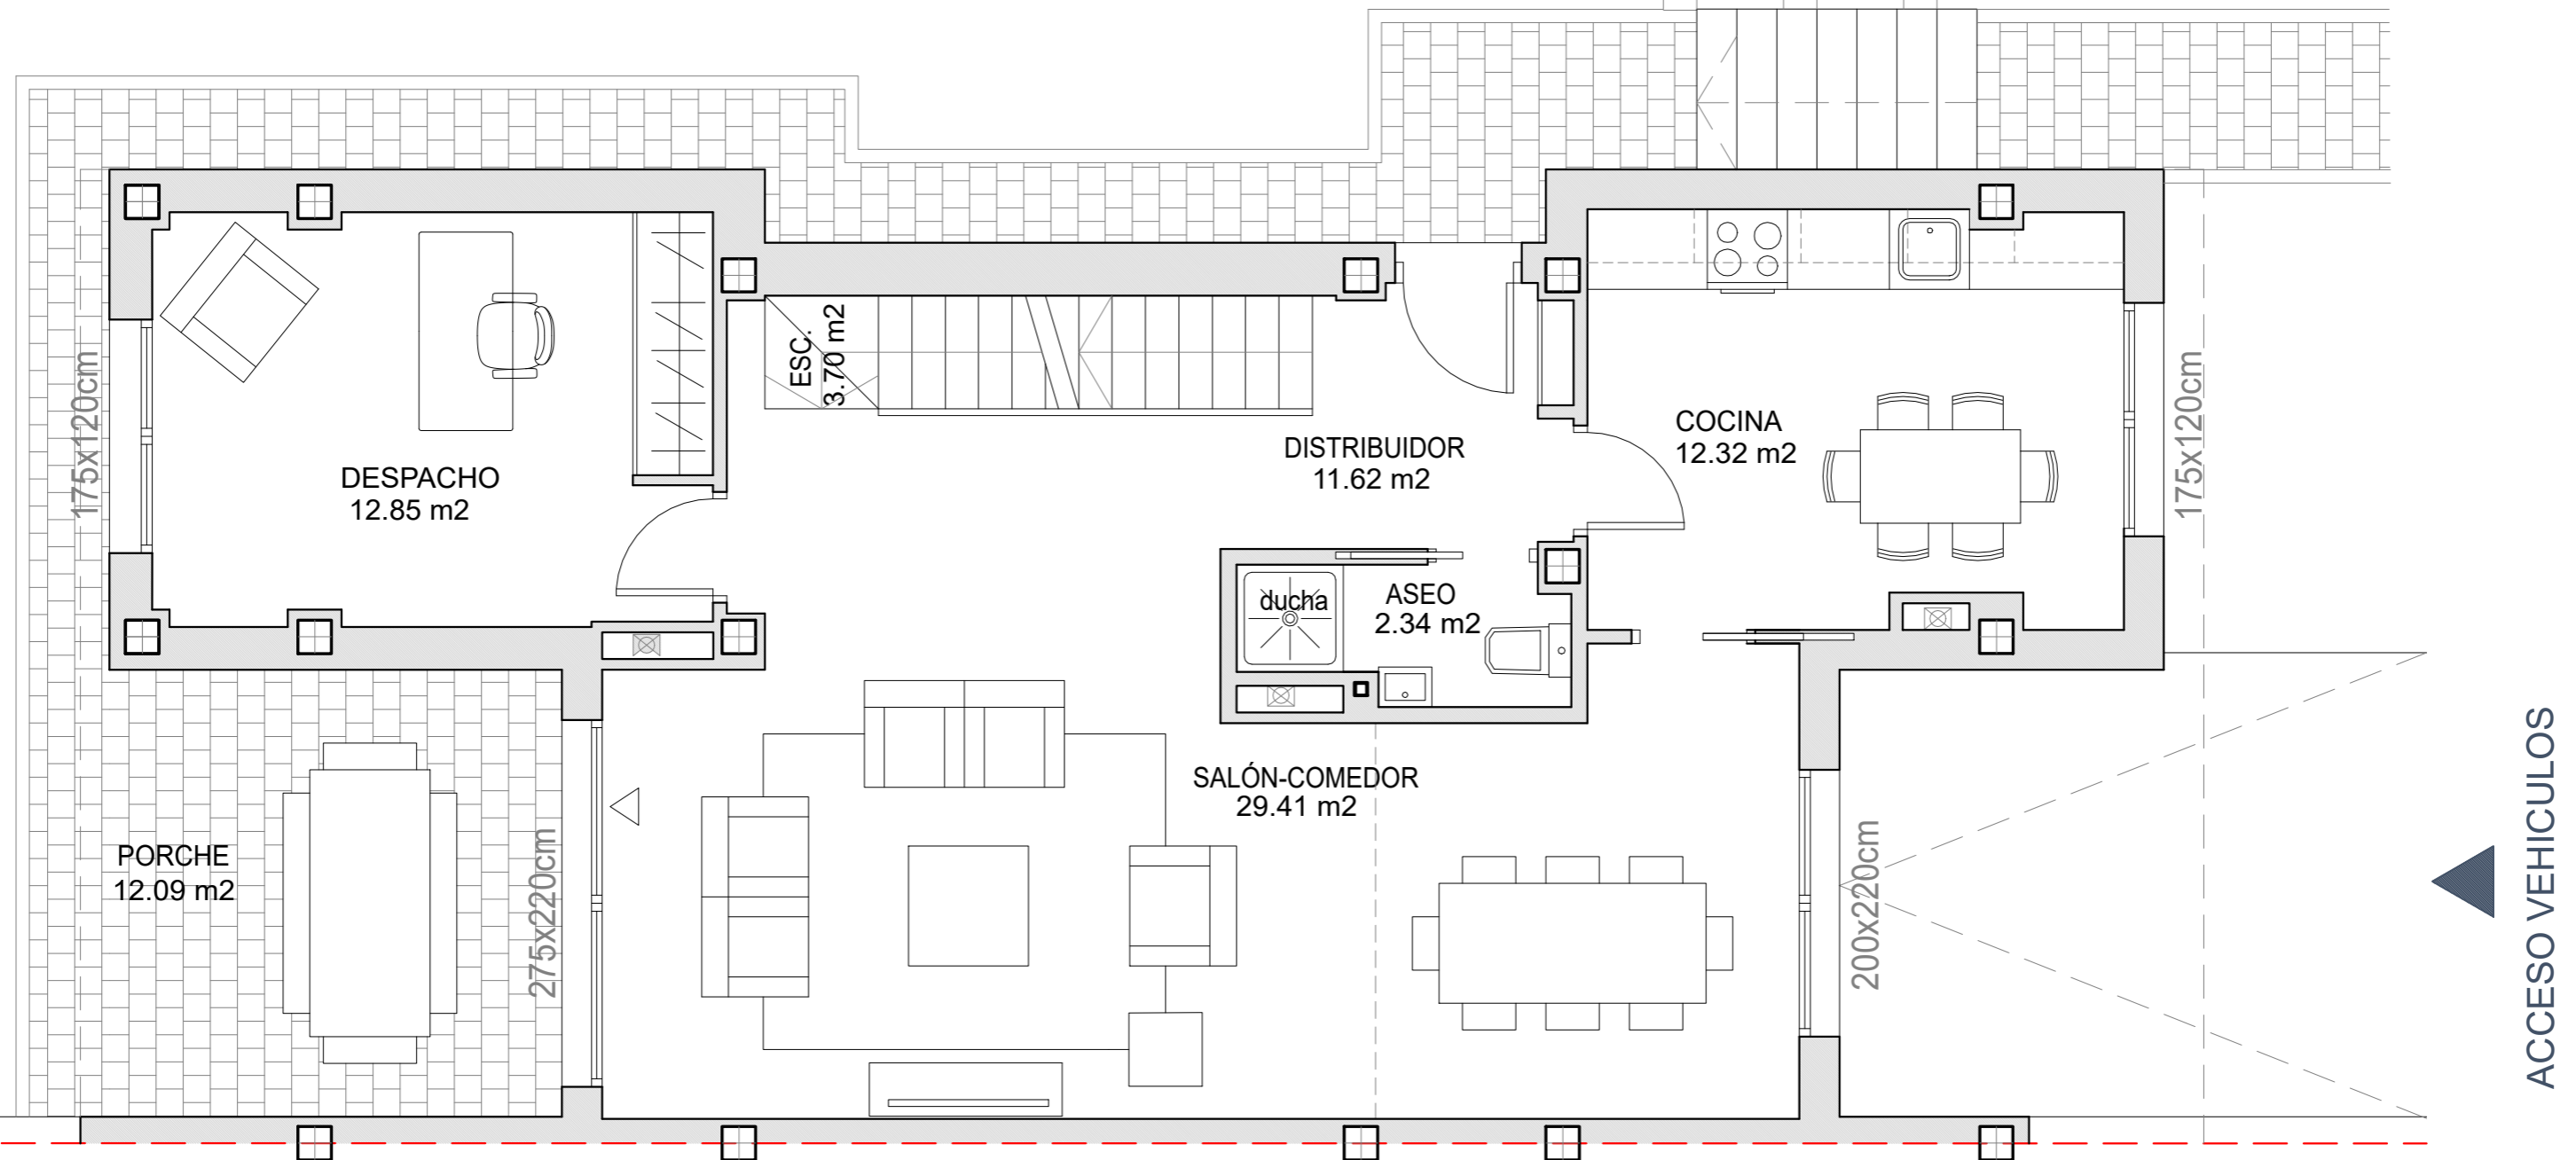 ESC.
3.70 m2
175x120cm
DESPACHO
12.85 m2
DISTRIBUIDOR
11.62 m2
COCINA
12.32 m2
175x120cm
ducha
ASEO
2.34 m2
SALÓN-COMEDOR
29.41 m2
PORCHE
12.09 m2
275x220cm
200x220cm
ACCESO VEHICULOS